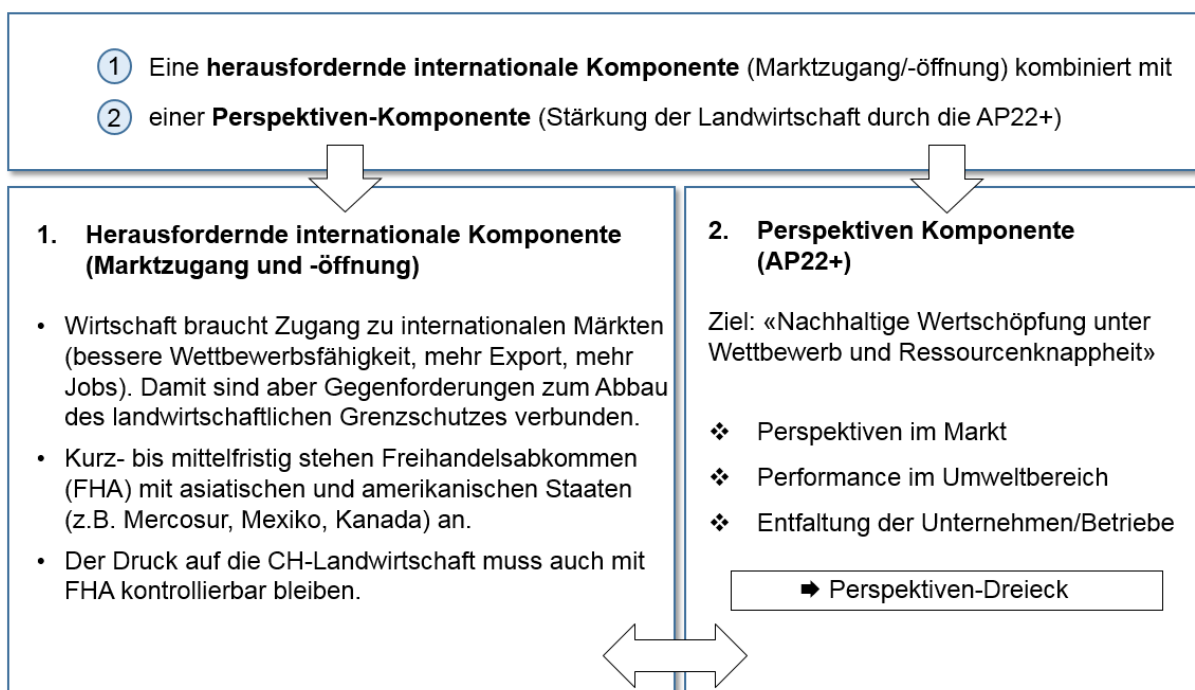 1 Eine herausfordernde internationale Komponente (Marktzugang/-öffnung) kombiniert mit
2 einer Perspektiven-Komponente (Stärkung der Landwirtschaft durch die AP22+)
1. Herausfordernde internationale Komponente
(Marktzugang und -öffnung)
• Wirtschaft braucht Zugang zu internationalen Märkten
(bessere Wettbewerbsfähigkeit, mehr Export, mehr
Jobs). Damit sind aber Gegenforderungen zum Abbau
des landwirtschaftlichen Grenzschutzes verbunden.
• Kurz- bis mittelfristig stehen Freihandelsabkommen
(FHA) mit asiatischen und amerikanischen Staaten
(z.B. Mercosur, Mexiko, Kanada) an.
• Der Druck auf die CH-Landwirtschaft muss auch mit
FHA kontrollierbar bleiben.
2. Perspektiven Komponente
(AP22+)
Ziel: «Nachhaltige Wertschöpfung unter
Wettbewerb und Ressourcenknappheit»
❖ Perspektiven im Markt
❖ Performance im Umweltbereich
❖ Entfaltung der Unternehmen/Betriebe
➡ Perspektiven-Dreieck